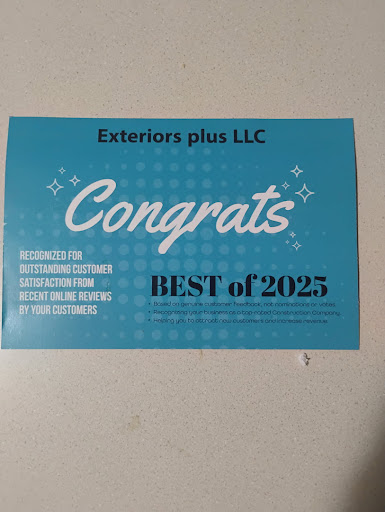 Exteriors plus LLC
Congrats
RECOGNIZED FOR
OUTSTANDING CUSTOMER
SATISFACTION FROM
RECENT ONLINE REVIEWS
BY YOUR CUSTOMERS
BEST of 2025
• Based on genuine customer feedback, not nominations or votes.
• Recognizing your business as a top-rated Construction Company
• Helping you to attract new customers and increase revenue.